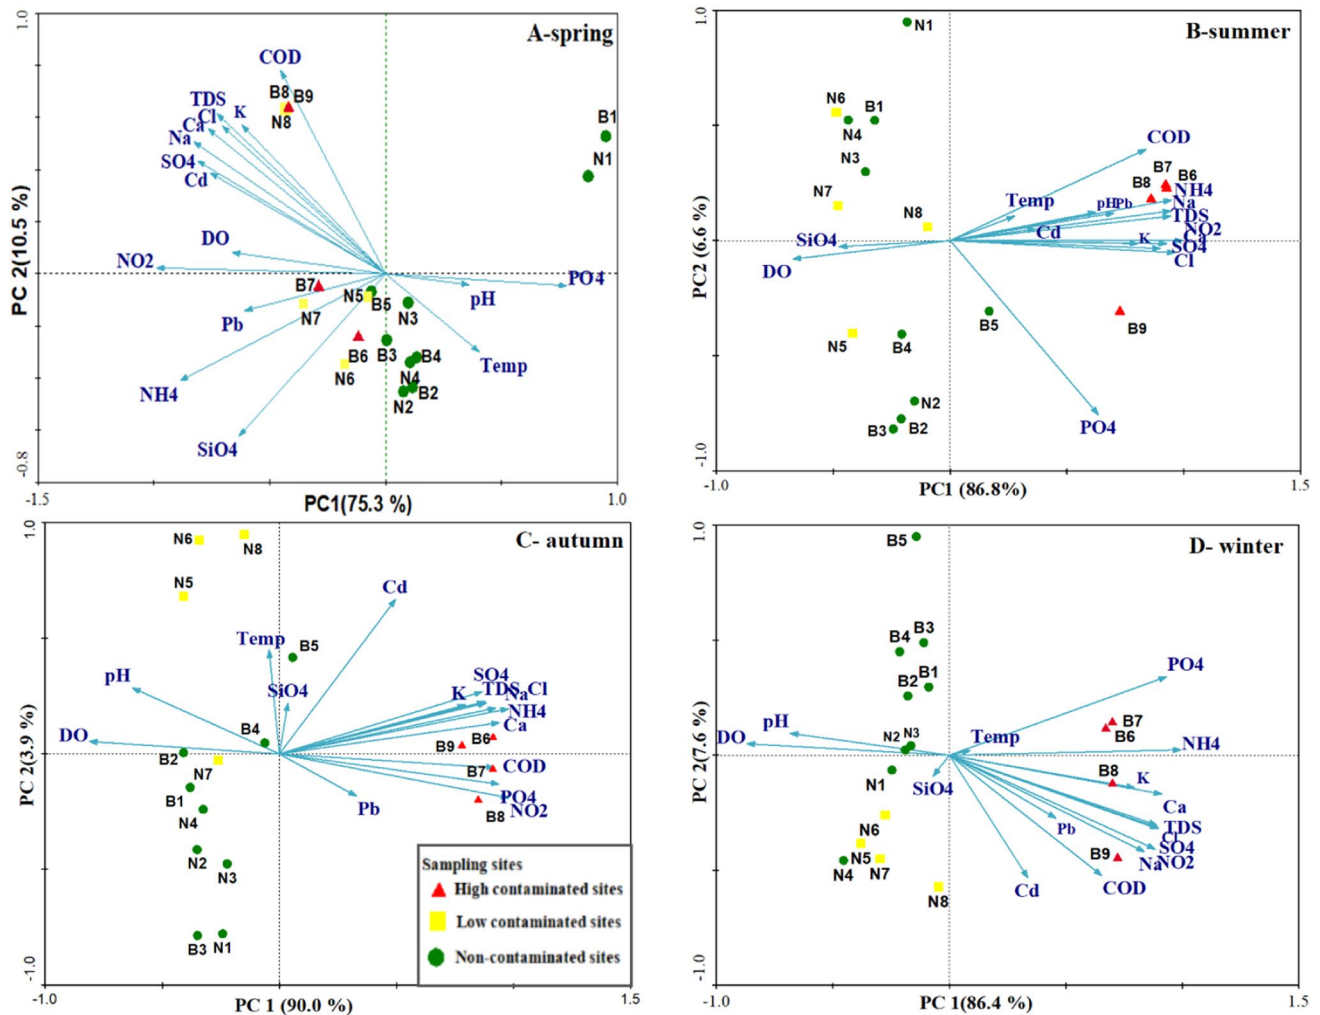 A-spring
1.0
COD
B8
B9
TDS
Cl
K
N8
Ca
Na
SO4
Cd
B1
N1
DO
NO2
PO4
pH
B7
N5
B5
N7
N3
Pb
B6
B3
B4
Temp
N6
N4
NH4
N2
B2
SiO4
-0.8
PC 2(10.5 %)
-1.5
PC1(75.3 %)
1.0
B-summer
1.0
N1
N6
B1
N4
COD
N3
B7
B6
B8
NH4
N7
Temp
pH
Pb
Na
TDS
N8
Cd
NO2
SiO4
K
Ca
SO4
DO
Cl
B9
N5
B4
B5
N2
PO4
B3
B2
-1.0
-1.0
PC1 (86.8%)
1.5
C- autumn
1.0
N6
N8
N5
Cd
Temp
B5
pH
SO4
SiO4
K
TDS
Na
Cl
NH4
DO
B4
Ca
B9
B6
B2
N7
B7
COD
B1
Pb
PO4
N4
NO2
B8
N2
N3
B3
N1
PC 2(3.9 %)
-1.0
-1.0
PC 1 (90.0 %)
1.5
Sampling sites
High contaminated sites
Low contaminated sites
Non-contaminated sites
D- winter
1.0
B5
B4
B3
PO4
B2
B1
pH
B7
DO
N2
N3
Temp
B6
NH4
N1
SiO4
B8
K
Ca
N6
Pb
TDS
Cl
N5
B9
SO4
N4
N7
Na
NO2
N8
Cd
COD
-1.0
-1.0
PC 1(86.4 %)
1.5